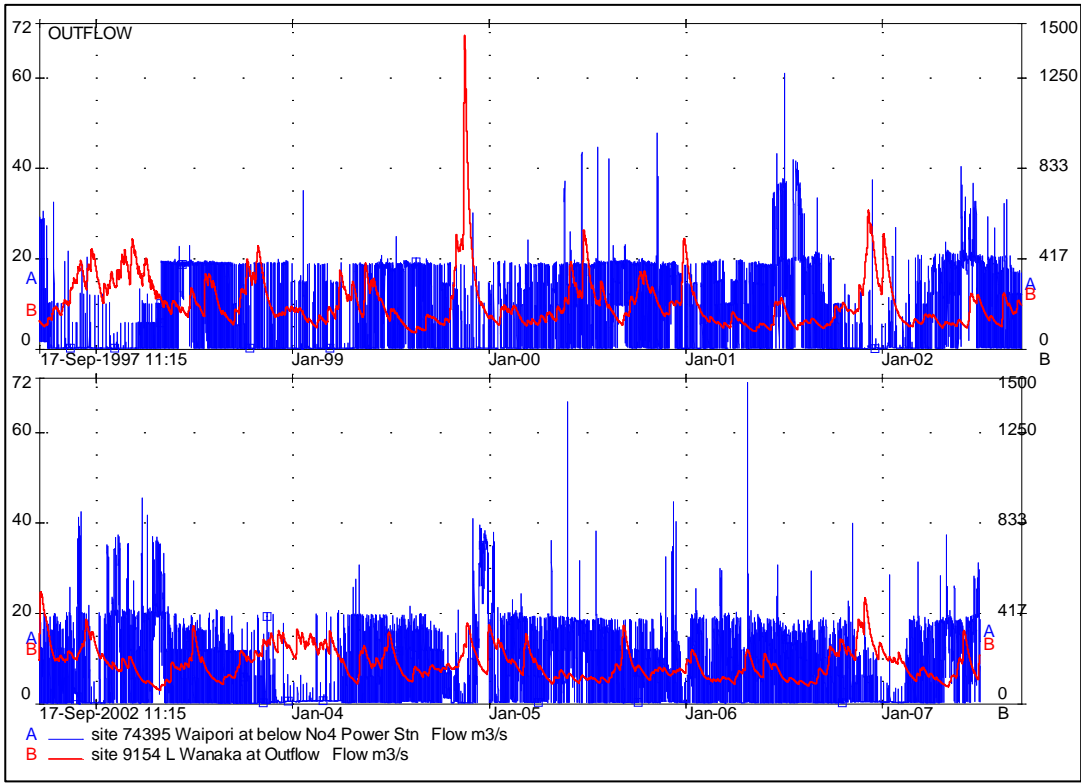 72 OUTFLOW 1500
60 1250
40 833
20 417
A A
B B
0 0
17-Sep-1997 11:15 Jan-99 Jan-00 Jan-01 Jan-02 B
72 1500
60 1250
40 833
20 417
A A
B B
0 0
17-Sep-2002 11:15 Jan-04 Jan-05 Jan-06 Jan-07 B
A site 74395 Waipori at below No4 Power Stn Flow m3/s
B site 9154 L Wanaka at Outflow Flow m3/s